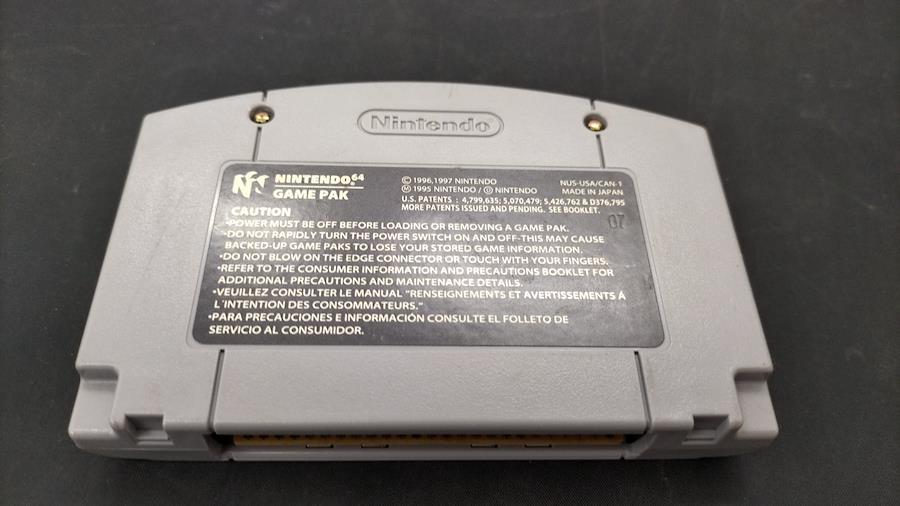 Nintendo
NINTENDO64®
GAME PAK
© 1996,1997 NINTENDO
Ⓜ 1995 NINTENDO / Ⓓ NINTENDO
NUS-USA/CAN-1
MADE IN JAPAN
U.S. PATENTS : 4,799,635; 5,070,479; 5,426,762 & D376,795
MORE PATENTS ISSUED AND PENDING. SEE BOOKLET.
07
CAUTION
•POWER MUST BE OFF BEFORE LOADING OR REMOVING A GAME PAK.
•DO NOT RAPIDLY TURN THE POWER SWITCH ON AND OFF-THIS MAY CAUSE
BACKED-UP GAME PAKS TO LOSE YOUR STORED GAME INFORMATION.
•DO NOT BLOW ON THE EDGE CONNECTOR OR TOUCH WITH YOUR FINGERS.
•REFER TO THE CONSUMER INFORMATION AND PRECAUTIONS BOOKLET FOR
ADDITIONAL PRECAUTIONS AND MAINTENANCE DETAILS.
•VEUILLEZ CONSULTER LE MANUAL "RENSEIGNEMENTS ET AVERTISSEMENTS À
L'INTENTION DES CONSOMMATEURS."
•PARA PRECAUCIONES E INFORMACIÓN CONSULTE EL FOLLETO DE
SERVICIO AL CONSUMIDOR.